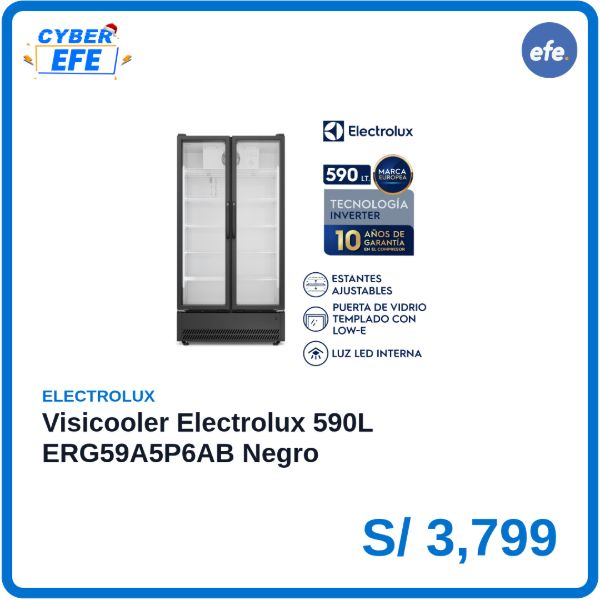 CYBER
EFE
efe.
Electrolux
590 LT.
MARCA
EUROPEA
TECNOLOGÍA
INVERTER
10 AÑOS DE
GARANTÍA
EN EL COMPRESOR
ESTANTES
AJUSTABLES
PUERTA DE VIDRIO
TEMPLADO CON
LOW-E
LUZ LED INTERNA
ELECTROLUX
Visicooler Electrolux 590L
ERG59A5P6AB Negro
S/ 3,799